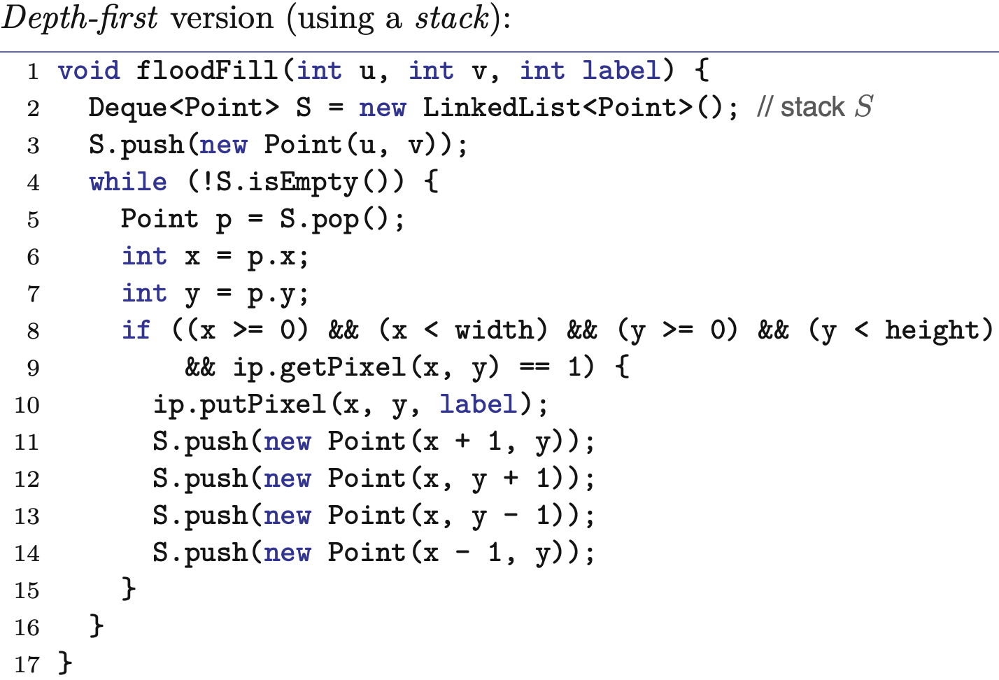 Depth-first version (using a stack):
1 void floodFill(int u, int v, int label) {
2   Deque<Point> S = new LinkedList<Point>(); // stack S
3   S.push(new Point(u, v));
4   while (!S.isEmpty()) {
5     Point p = S.pop();
6     int x = p.x;
7     int y = p.y;
8     if ((x >= 0) && (x < width) && (y >= 0) && (y < height)
9         && ip.getPixel(x, y) == 1) {
10       ip.putPixel(x, y, label);
11       S.push(new Point(x + 1, y));
12       S.push(new Point(x, y + 1));
13       S.push(new Point(x, y - 1));
14       S.push(new Point(x - 1, y));
15     }
16   }
17 }